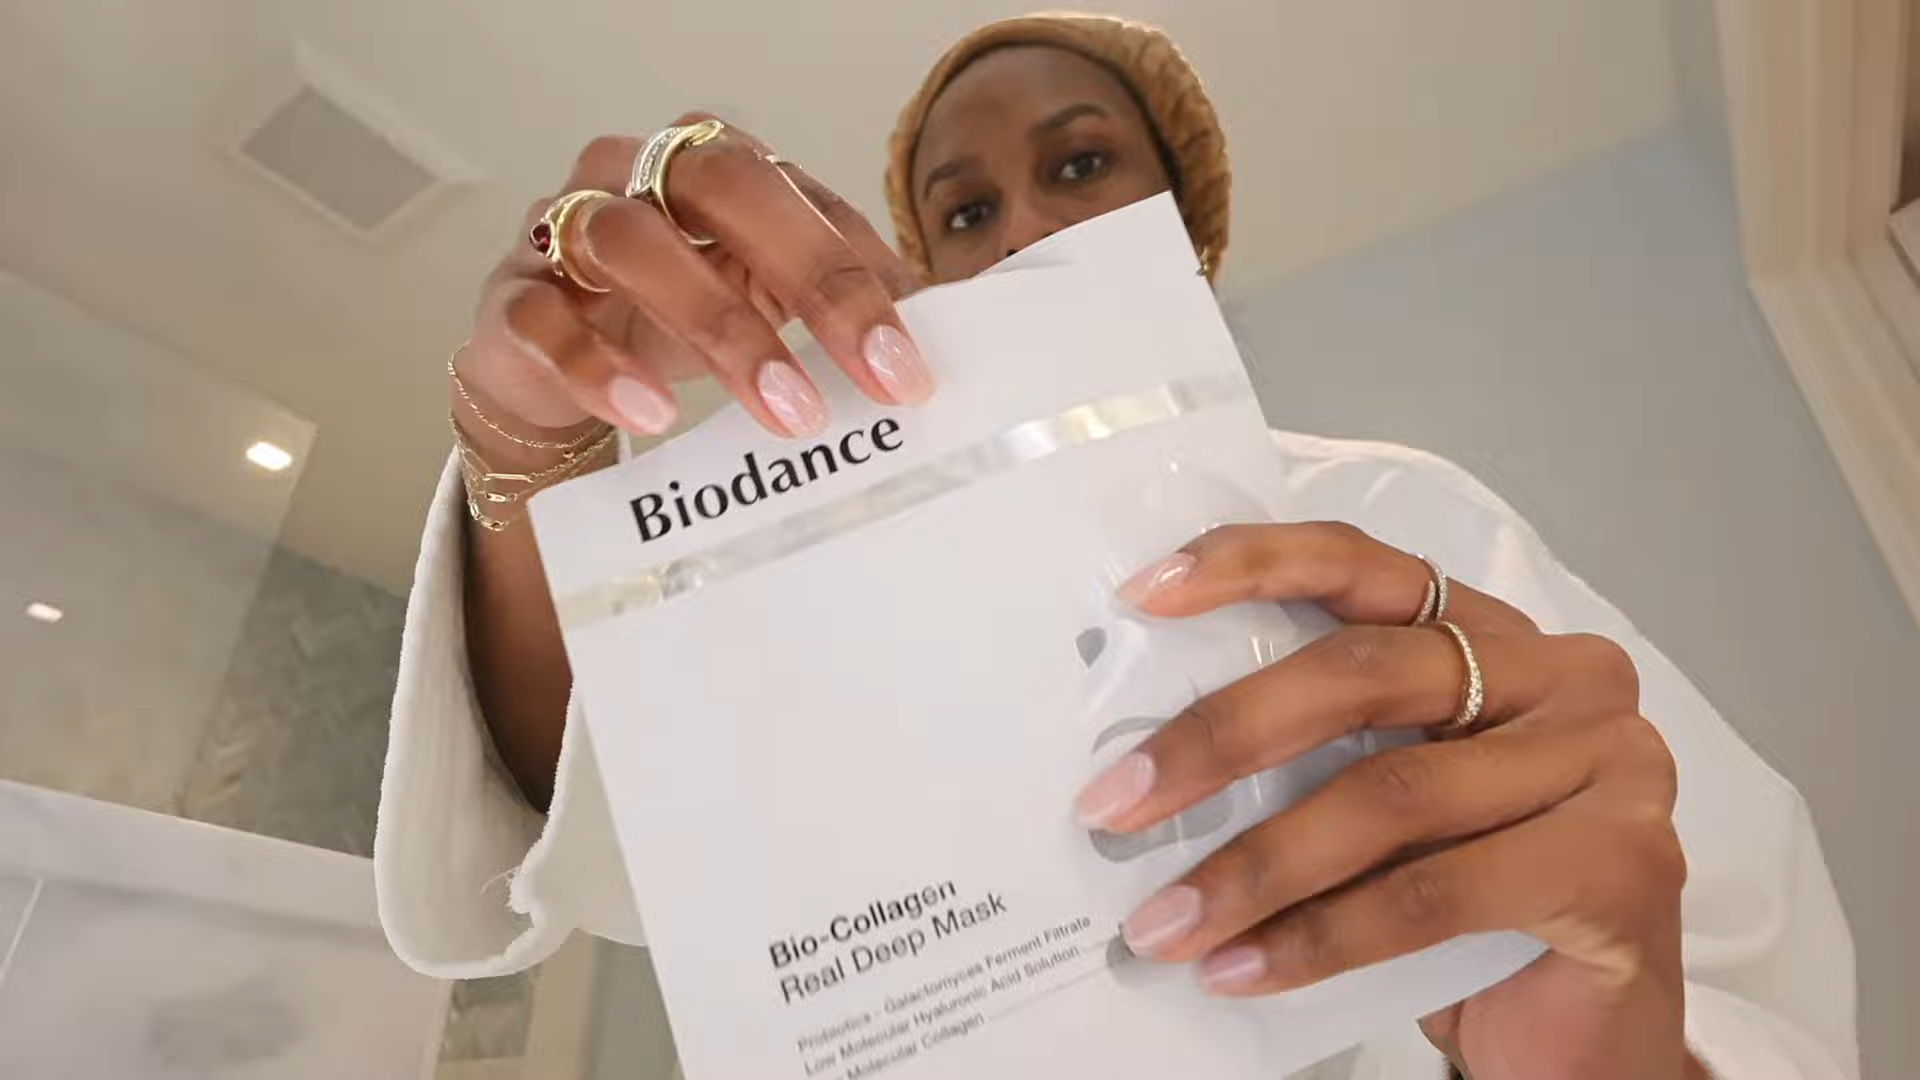 Biodance
Bio-Collagen
Real Deep Mask
Probiotics - Galactomyces Ferment Filtrate
Low Molecular Hyaluronic Acid Solution
Molecular Collagen